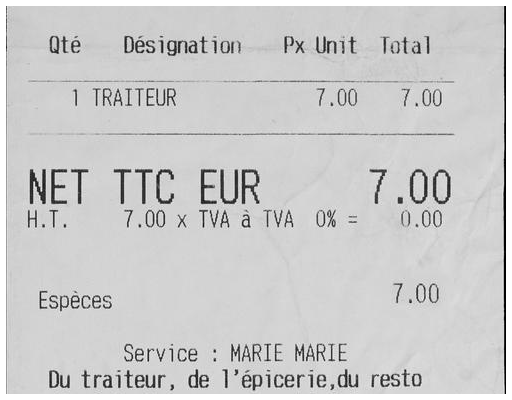 Qté Désignation Px Unit Total
1 TRAITEUR 7.00 7.00
NET TTC EUR 7.00
H.T. 7.00 x TVA à TVA 0% = 0.00
Espèces 7.00
Service : MARIE MARIE
Du traiteur, de l'épicerie,du resto